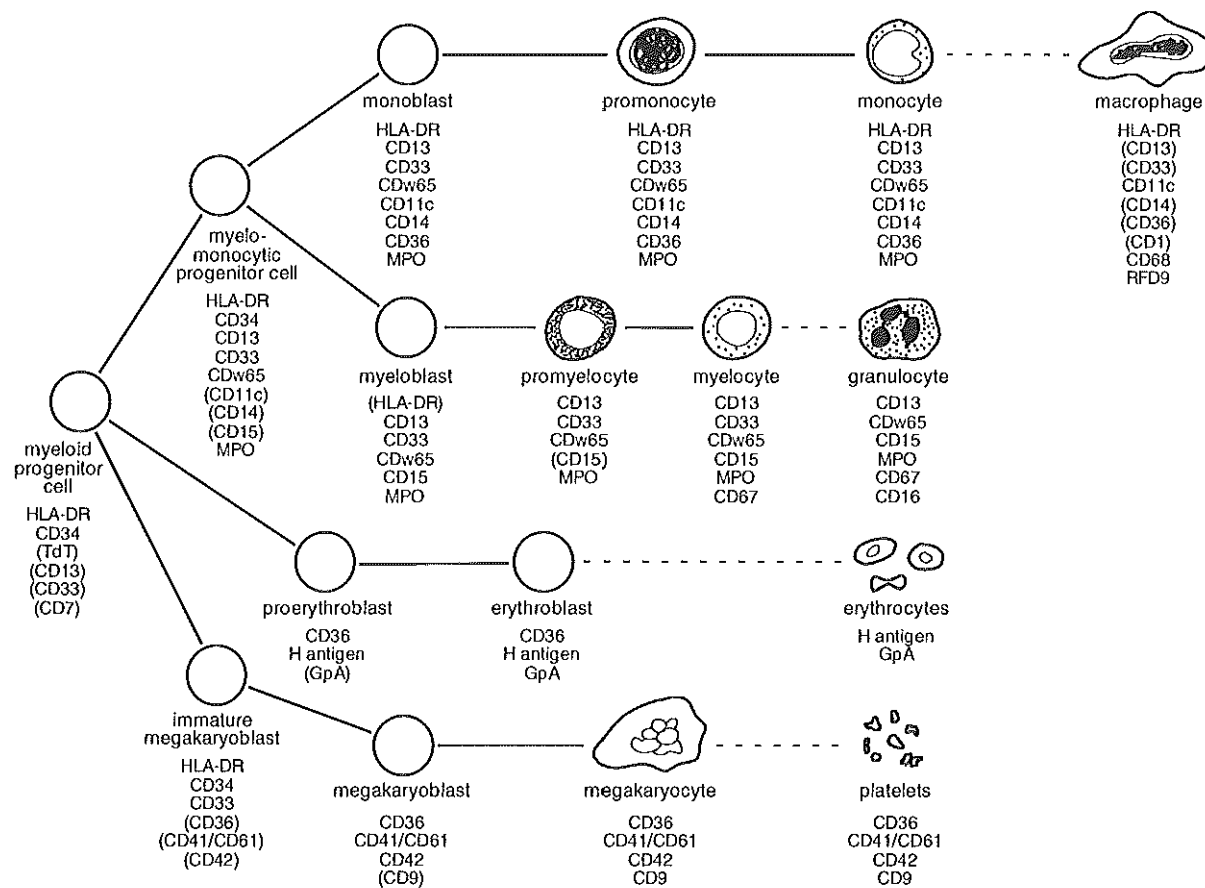 monoblast
HLA-DR
CD13
CD33
CDw65
CD11c
CD14
CD36
MPO
promonocyte
HLA-DR
CD13
CD33
CDw65
CD11c
CD14
CD36
MPO
monocyte
HLA-DR
CD13
CD33
CDw65
CD11c
CD14
CD36
MPO
macrophage
HLA-DR
(CD13)
(CD33)
CD11c
(CD14)
(CD36)
(CD1)
CD68
RFD9
myelo-
monocytic
progenitor cell
HLA-DR
CD34
CD13
CD33
CDw65
(CD11c)
(CD14)
(CD15)
MPO
myeloblast
(HLA-DR)
CD13
CD33
CDw65
CD15
MPO
promyelocyte
CD13
CD33
CDw65
(CD15)
MPO
myelocyte
CD13
CD33
CDw65
CD15
MPO
CD67
granulocyte
CD13
CDw65
CD15
MPO
CD67
CD16
myeloid
progenitor
cell
HLA-DR
CD34
(TdT)
(CD13)
(CD33)
(CD7)
proerythroblast
CD36
H antigen
(GpA)
erythroblast
CD36
H antigen
GpA
erythrocytes
H antigen
GpA
immature
megakaryoblast
HLA-DR
CD34
CD33
(CD36)
(CD41/CD61)
(CD42)
megakaryoblast
CD36
CD41/CD61
CD42
(CD9)
megakaryocyte
CD36
CD41/CD61
CD42
CD9
platelets
CD36
CD41/CD61
CD42
CD9